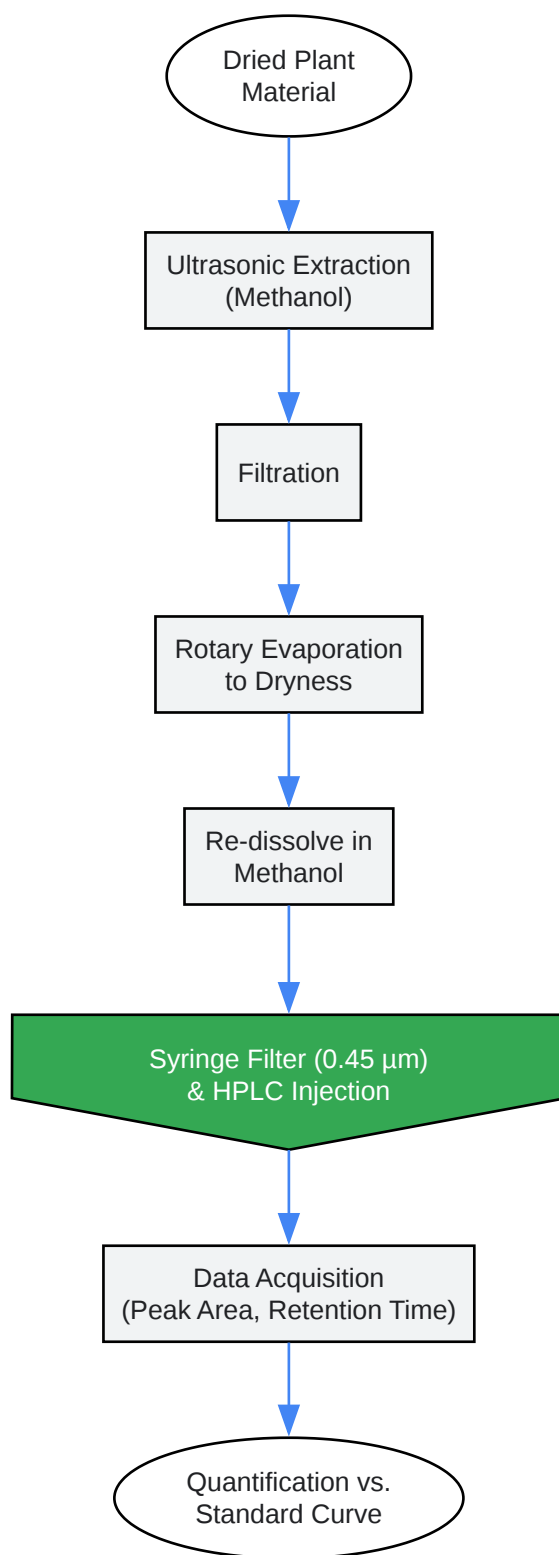 Dried Plant
Material
Ultrasonic Extraction
(Methanol)
Filtration
Rotary Evaporation
to Dryness
Re-dissolve in
Methanol
Syringe Filter (0.45 µm)
& HPLC Injection
Data Acquisition
(Peak Area, Retention Time)
Quantification vs.
Standard Curve